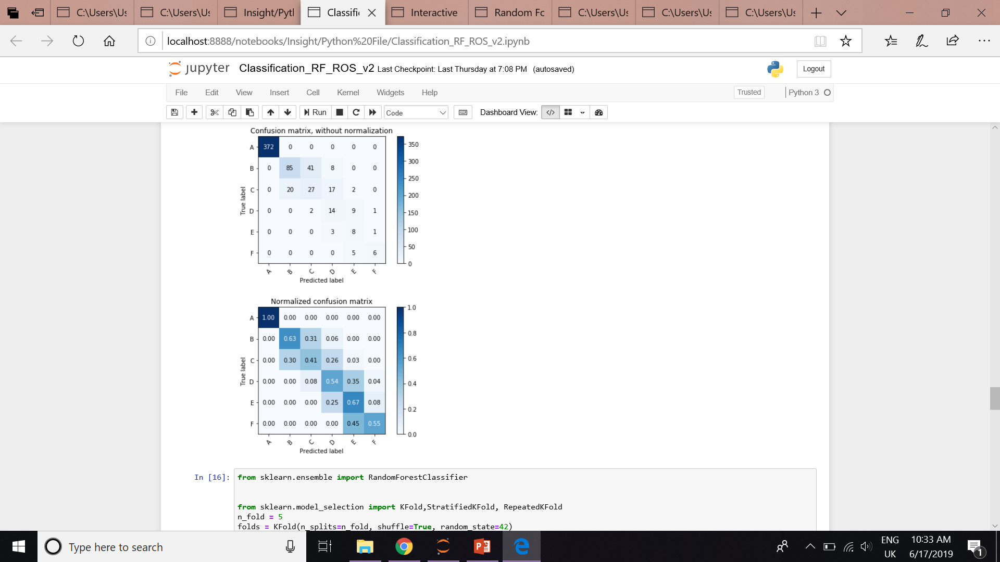 C:\Users\Us C:\Users\Us Insight/Pytl Classific Interactive Random Fc C:\Users\Us C:\Users\Us C:\Users\Us
localhost:8888/notebooks/Insight/Python%20File/Classification_RF_ROS_v2.ipynb
jupyter Classification_RF_ROS_v2 Last Checkpoint: Last Thursday at 7:08 PM (autosaved) Logout
File Edit View Insert Cell Kernel Widgets Help Trusted Python 3
Run Code Dashboard View:
Confusion matrix, without normalization
A 372 0 0 0 0 0
B 0 85 41 8 0 0
C 0 20 27 17 2 0
D 0 0 2 14 9 1
E 0 0 0 3 8 1
F 0 0 0 0 5 6
True label
A B C D E F
Predicted label
350
300
250
200
150
100
50
0
Normalized confusion matrix
A 1.00 0.00 0.00 0.00 0.00 0.00
B 0.00 0.63 0.31 0.06 0.00 0.00
C 0.00 0.30 0.41 0.26 0.03 0.00
D 0.00 0.00 0.08 0.54 0.35 0.04
E 0.00 0.00 0.00 0.25 0.67 0.08
F 0.00 0.00 0.00 0.00 0.45 0.55
True label
A B C D E F
Predicted label
1.0
0.8
0.6
0.4
0.2
0.0
In [16]: from sklearn.ensemble import RandomForestClassifier
from sklearn.model_selection import KFold,StratifiedKFold, RepeatedKFold
n_fold = 5
folds = KFold(n_splits=n_fold, shuffle=True, random_state=42)
Type here to search
ENG
UK
10:33 AM
6/17/2019
1